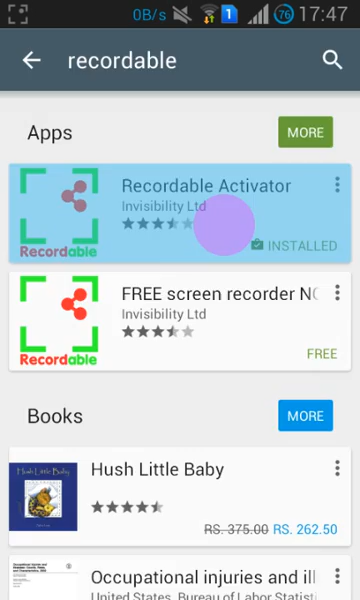 0B/s 1 76 17:47
recordable
Apps
MORE
Recordable Activator
Recordable
Invisibility Ltd
INSTALLED
FREE screen recorder NO
Recordable
Invisibility Ltd
FREE
Books
MORE
Hush Little Baby
Hush Little Baby
RS. 375.00 RS. 262.50
Occupational injuries and ill
United States. Bureau of Labor Statisti